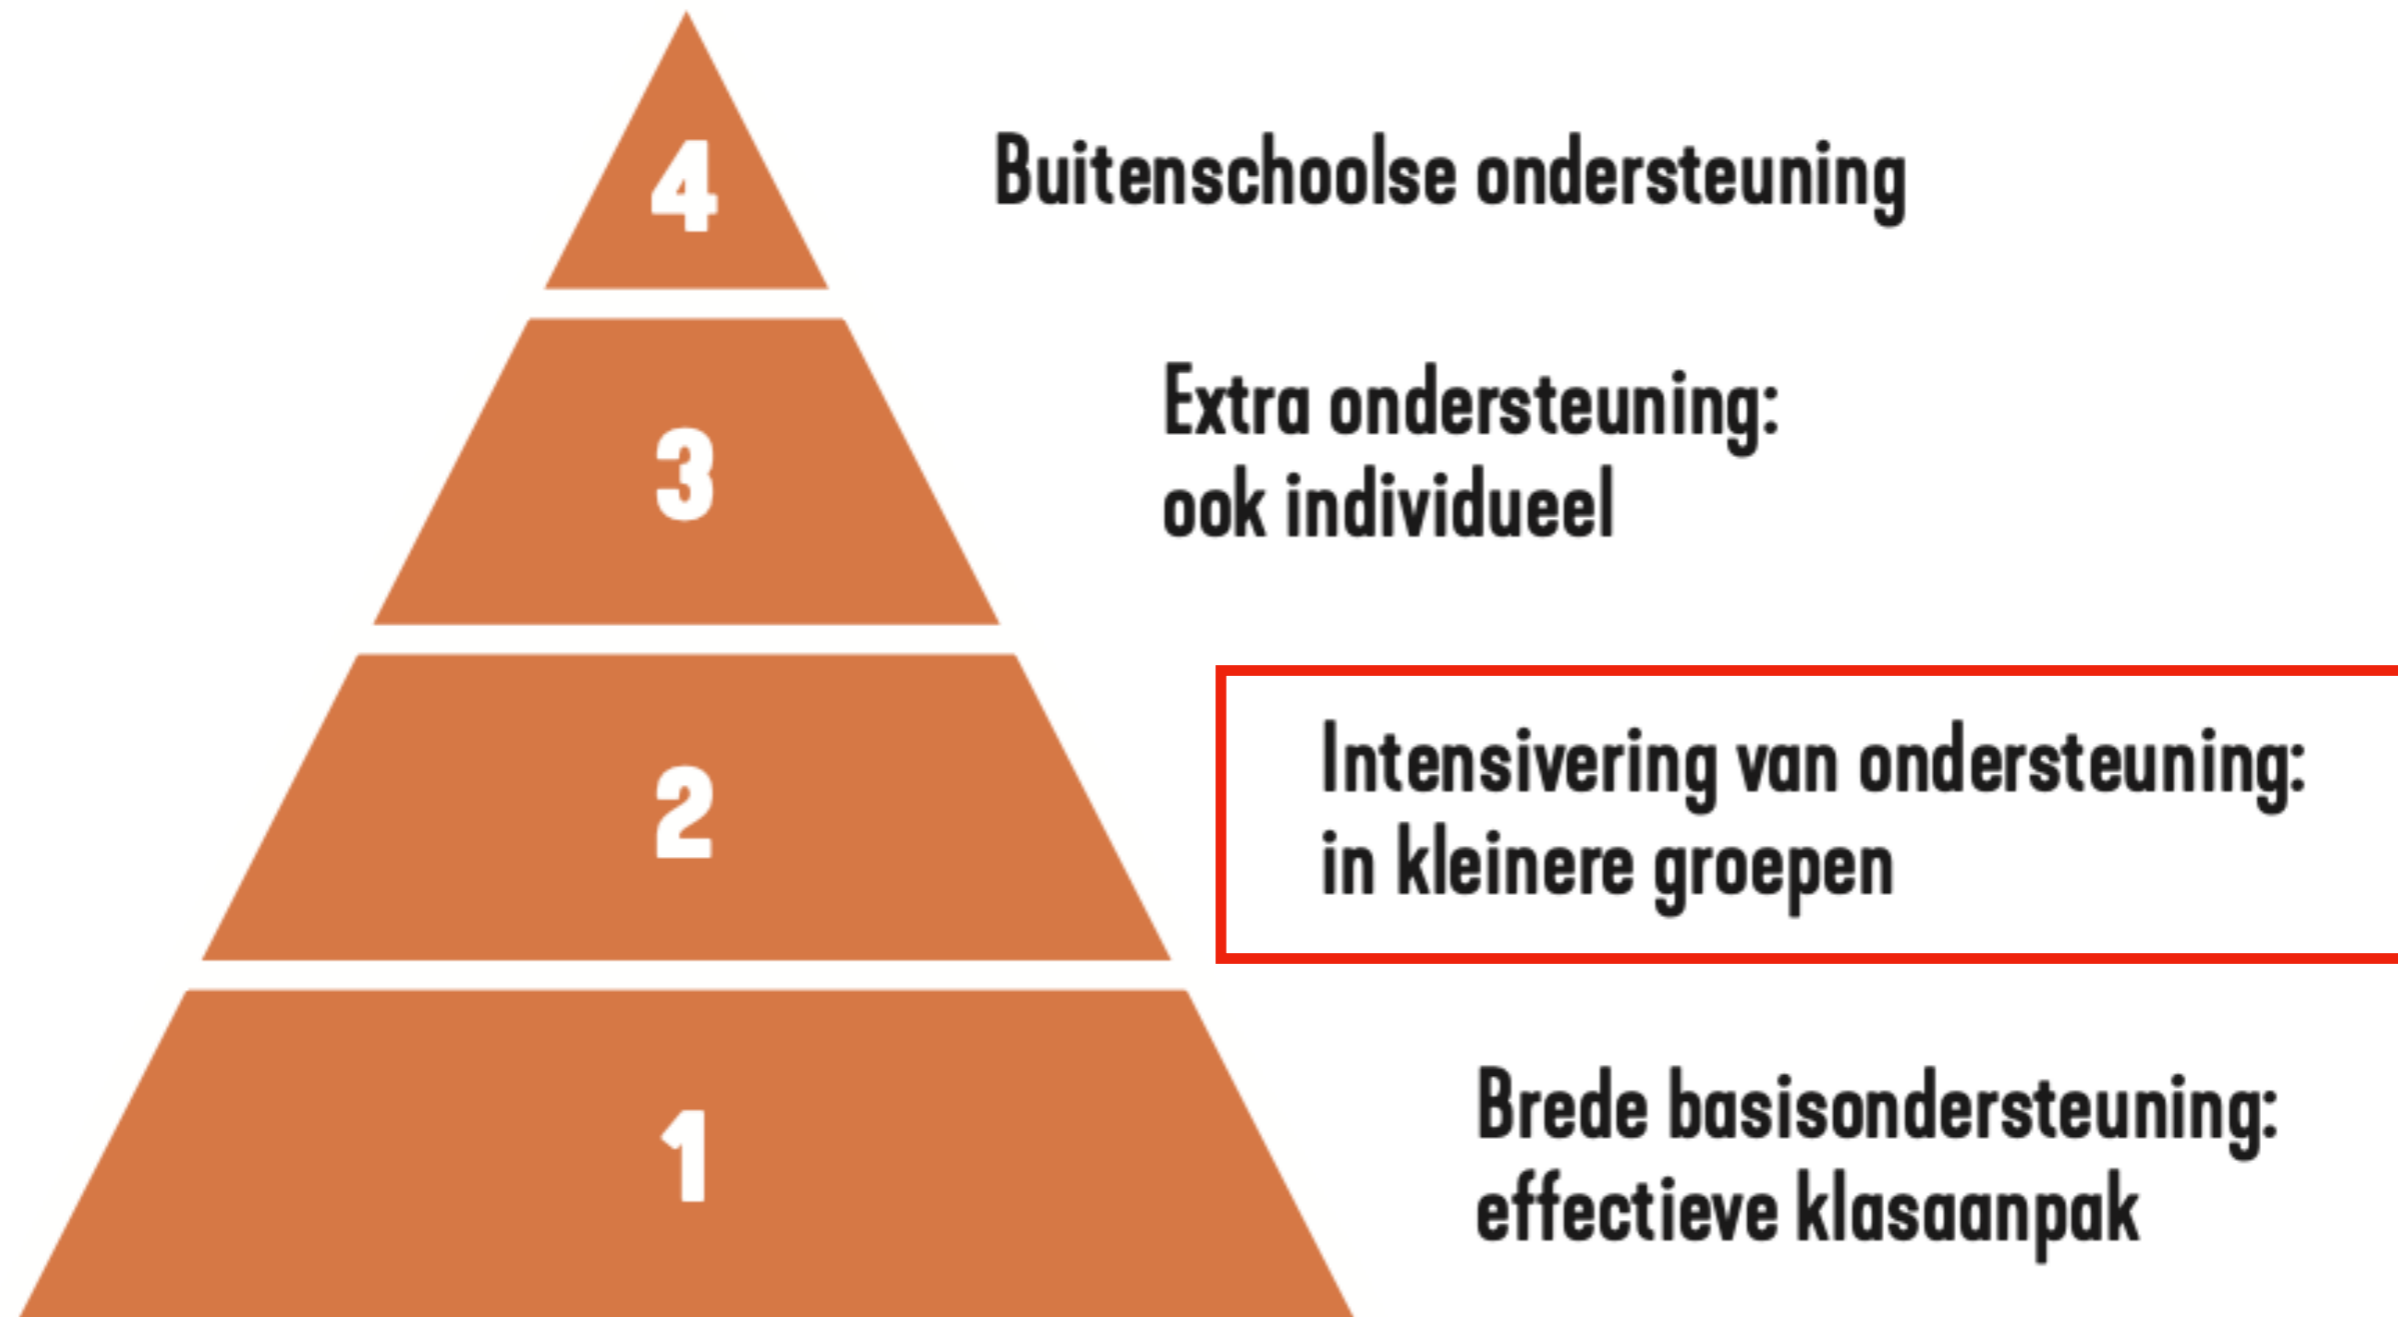 4
Buitenschoolse ondersteuning
3
Extra ondersteuning:
ook individueel
2
Intensivering van ondersteuning:
in kleinere groepen
1
Brede basisondersteuning:
effectieve klasaanpak